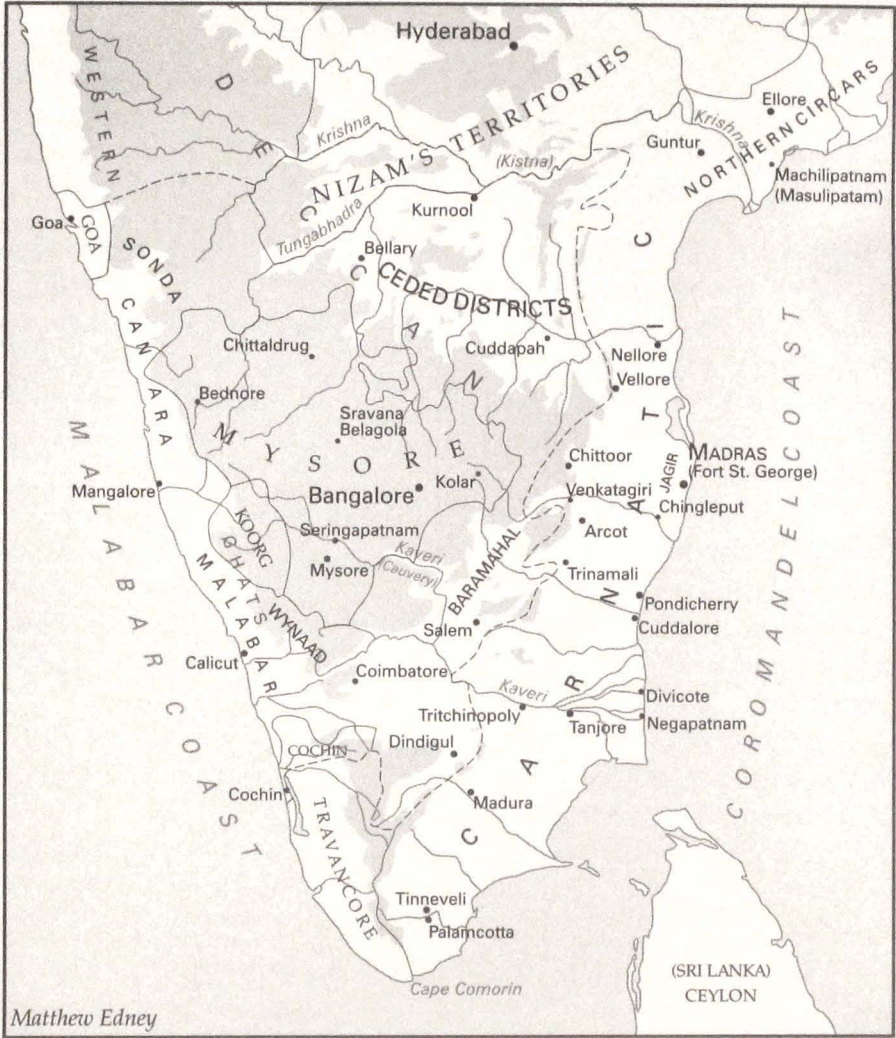 Hyderabad
WESTERN
DECCAN
NIZAM'S TERRITORIES
Krishna
(Kistna)
Krishna
Ellore
Guntur
NORTHERN CIRCARS
Machilipatnam
(Masulipatam)
Kurnool
Tungabhadra
Goa
GOA
SONDA
Bellary
CEDED DISTRICTS
CANARA
Chittaldrug
Cuddapah
Nellore
Vellore
Bednore
Sravana
Belagola
MYSORE
Chittoor
MADRAS
(Fort St. George)
JAGIR
Mangalore
Bangalore
Kolar
Venkatagiri
Chingleput
KOORG
Seringapatnam
Arcot
Kaveri
(Cauvery)
GHATS
Mysore
BARAMAHAL
Trinamali
MALABAR
WYNAAD
Pondicherry
Salem
Cuddalore
Calicut
Coimbatore
Kaveri
Divicote
Tritchinopoly
Tanjore
Negapatnam
COCHIN
Dindigul
CARNATIC
MALABAR COAST
COROMANDEL COAST
Cochin
Madura
TRAVANCORE
Tinneveli
Palamcotta
(SRI LANKA)
CEYLON
Cape Comorin
Matthew Edney